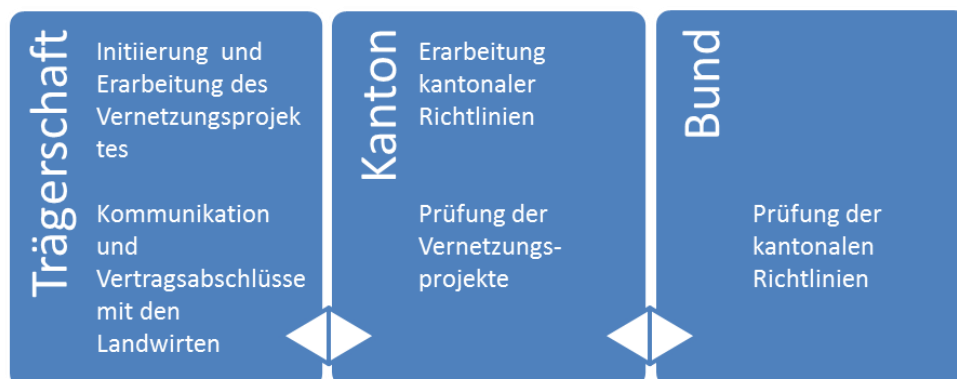 Trägerschaft
Initiierung und
Erarbeitung des
Vernetzungsprojek
tes
Kommunikation
und
Vertragsabschlüsse
mit den
Landwirten
Kanton
Erarbeitung
kantonaler
Richtlinien
Prüfung der
Vernetzungs-
projekte
Bund
Prüfung der
kantonalen
Richtlinien